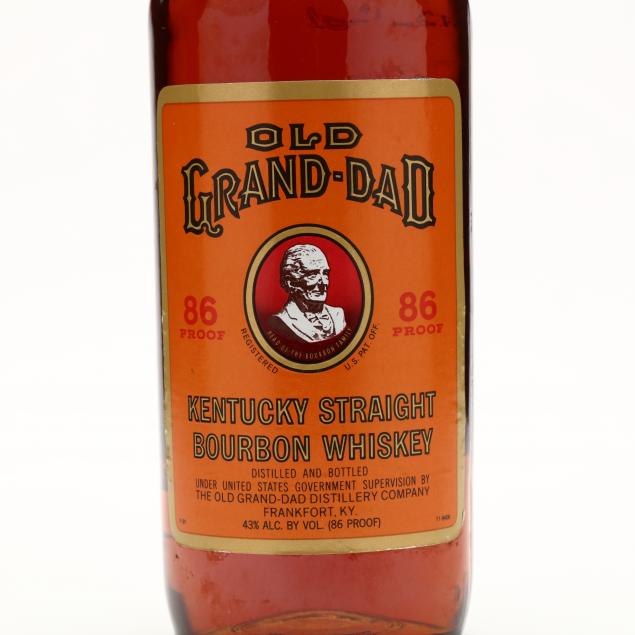 OLD
GRAND-DAD
86
PROOF
86
PROOF
HEAD-OF-THE BOURBON FAMILY
REGISTERED
U.S. PAT. OFF.
KENTUCKY STRAIGHT
BOURBON WHISKEY
DISTILLED AND BOTTLED
UNDER UNITED STATES GOVERNMENT SUPERVISION BY
THE OLD GRAND-DAD DISTILLERY COMPANY
FRANKFORT, KY.
43% ALC. BY VOL. (86 PROOF)